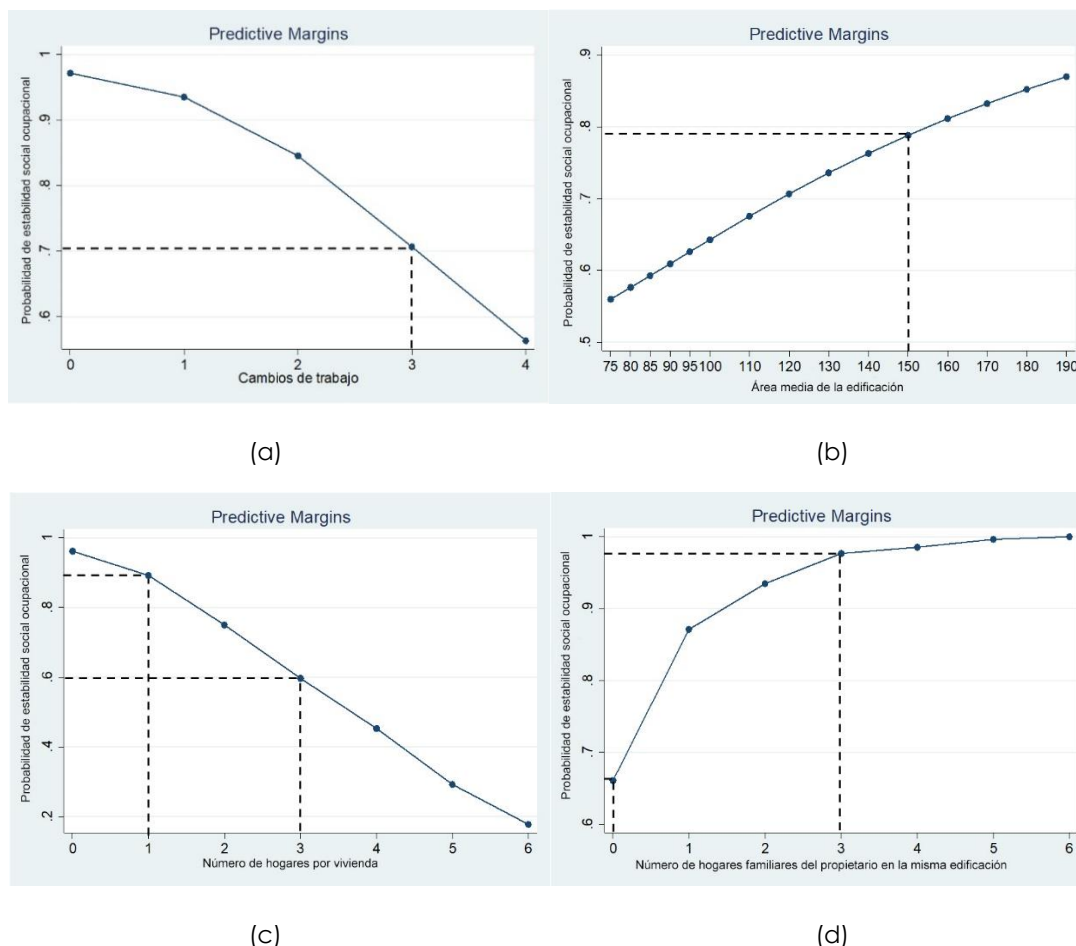 Predictive Margins
Probabilidad de estabilidad social ocupacional
1
.9
.8
.7
.6
0 1 2 3 4
Cambios de trabajo
(a)
Predictive Margins
Probabilidad de estabilidad social ocupacional
.9
.8
.7
.6
.5
75 80 85 90 95 100 110 120 130 140 150 160 170 180 190
Área media de la edificación
(b)
Predictive Margins
Probabilidad de estabilidad social ocupacional
1
.8
.6
.4
.2
0 1 2 3 4 5 6
Número de hogares por vivienda
(c)
Predictive Margins
Probabilidad de estabilidad social ocupacional
1
.9
.8
.7
.6
0 1 2 3 4 5 6
Número de hogares familiares del propietario en la misma edificación
(d)